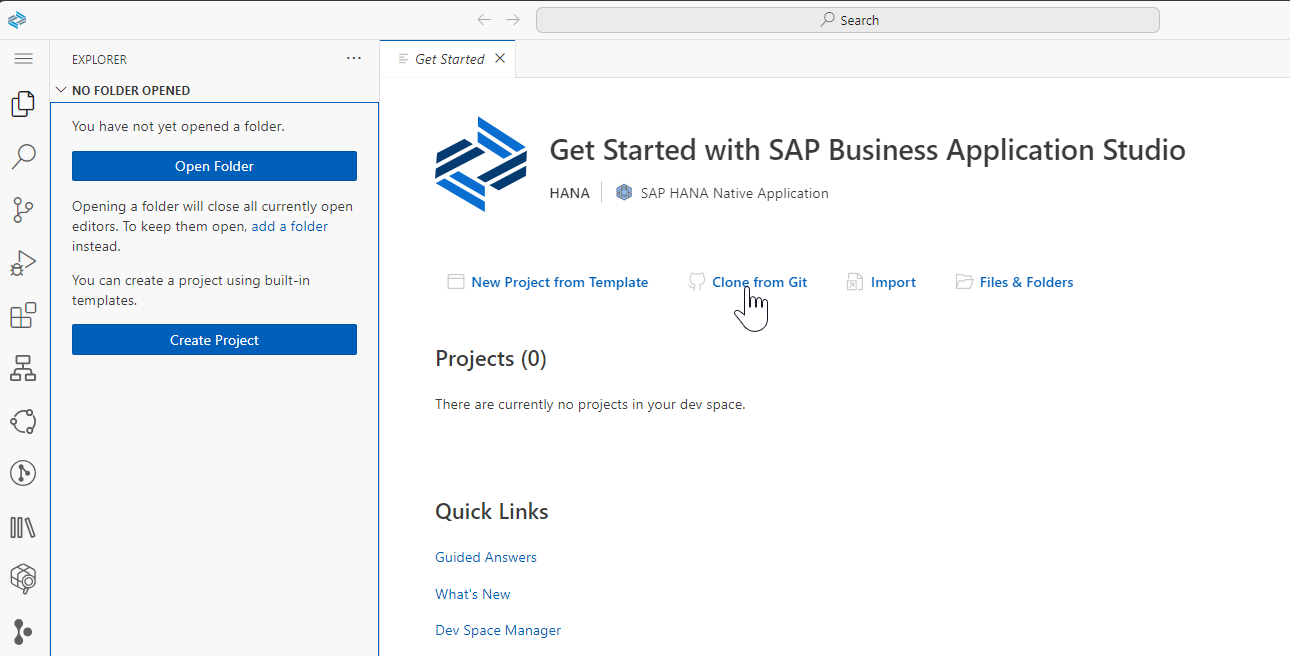 Search
EXPLORER
NO FOLDER OPENED
You have not yet opened a folder.
Open Folder
Opening a folder will close all currently open
editors. To keep them open, add a folder
instead.
You can create a project using built-in
templates.
Create Project
Get Started
Get Started with SAP Business Application Studio
HANA SAP HANA Native Application
New Project from Template Clone from Git Import Files & Folders
Projects (0)
There are currently no projects in your dev space.
Quick Links
Guided Answers
What's New
Dev Space Manager